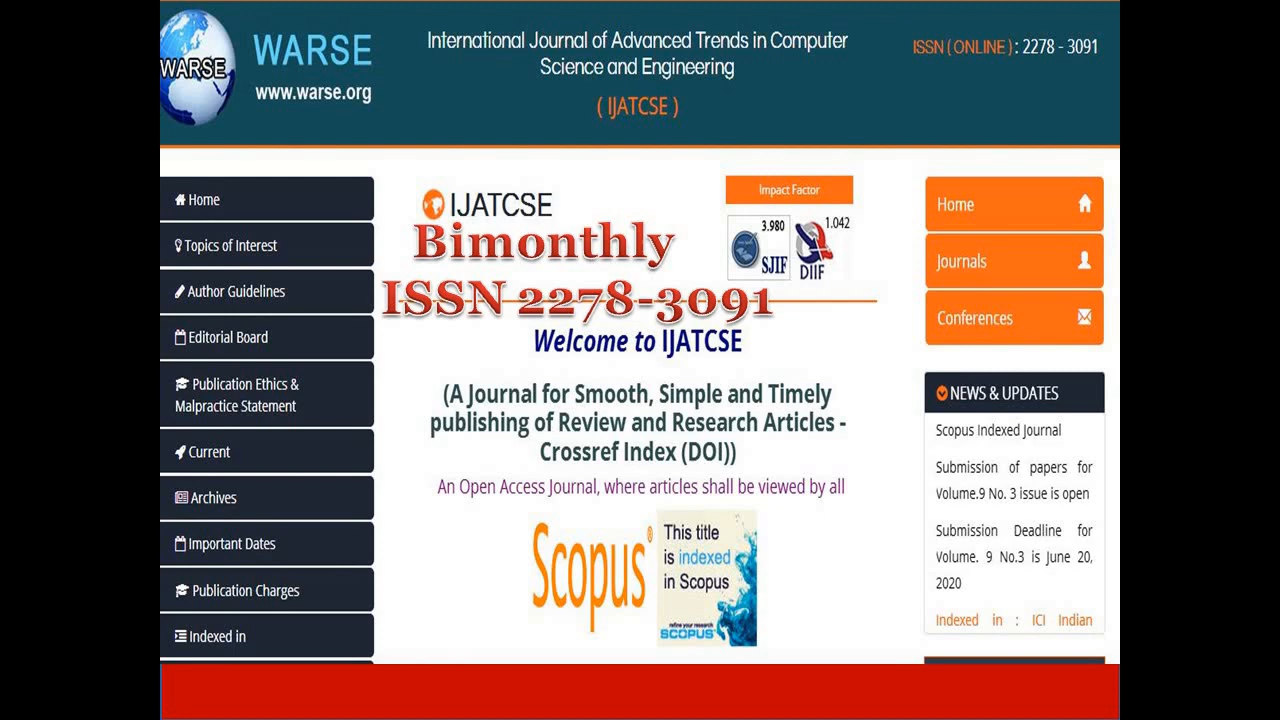 WARSE
WARSE
www.warse.org
International Journal of Advanced Trends in Computer
Science and Engineering
( IJATCSE )
ISSN ( ONLINE ) : 2278 - 3091
Home
Topics of Interest
Author Guidelines
Editorial Board
Publication Ethics &
Malpractice Statement
Current
Archives
Important Dates
Publication Charges
Indexed in
IJATCSE
Bimonthly
ISSN 2278-3091
Impact Factor
3.980
SJIF
1.042
DIIF
Welcome to IJATCSE
(A Journal for Smooth, Simple and Timely
publishing of Review and Research Articles -
Crossref Index (DOI))
An Open Access Journal, where articles shall be viewed by all
Scopus®
This title
is indexed
in Scopus
refine your research
SCOPUS
Home
Journals
Conferences
NEWS & UPDATES
Scopus Indexed Journal
Submission of papers for
Volume.9 No. 3 issue is open
Submission Deadline for
Volume. 9 No.3 is June 20,
2020
Indexed in : ICI Indian